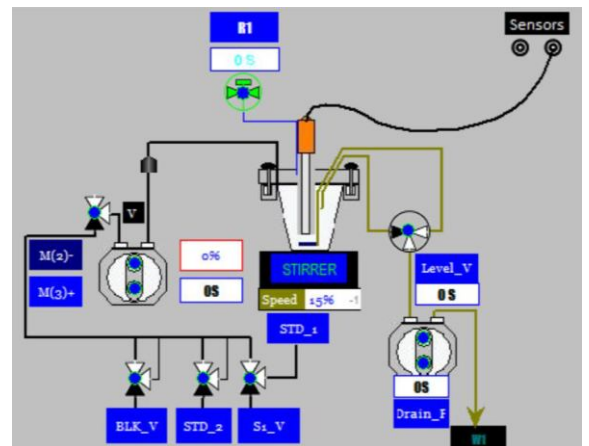 R1
Sensors
0 S
V
M(2)-
0%
M(3)+
0S
STIRRER
Speed 15% -1
Level_V
0 S
STD_1
0S
Drain_P
BLK_V
STD_2
S1_V
W1